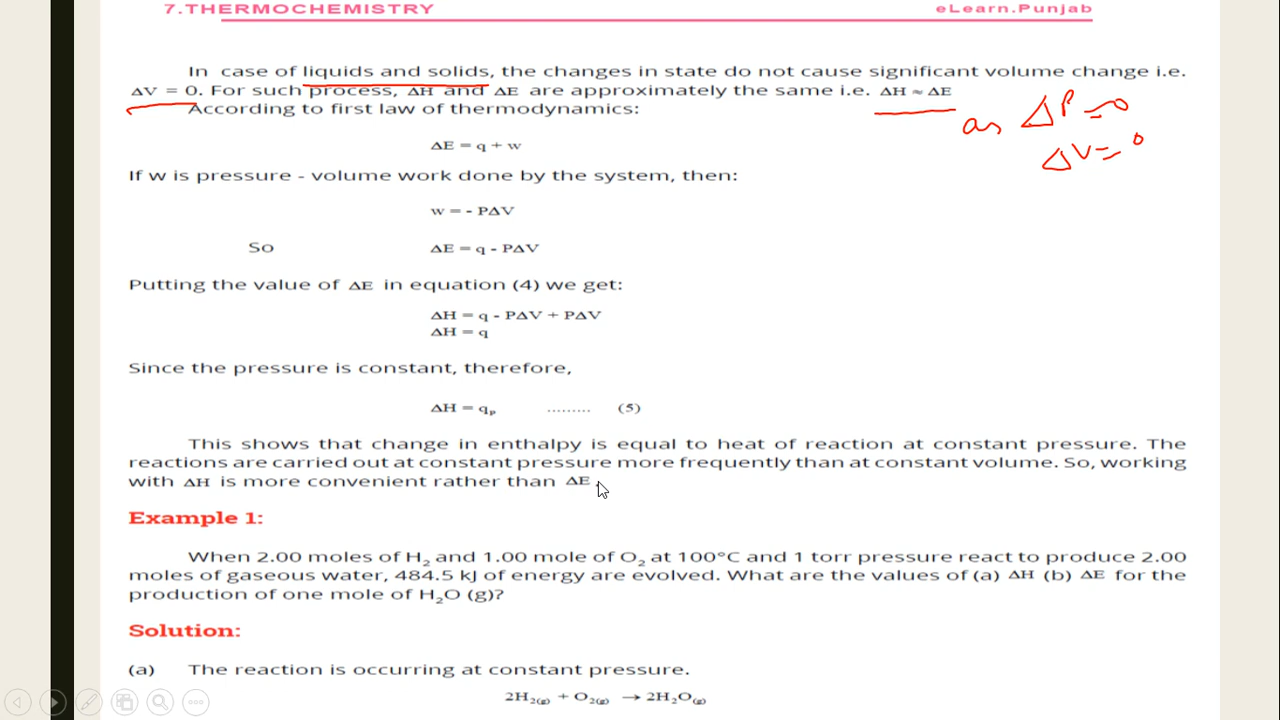 7.THERMOCHEMISTRY eLearn.Punjab
In case of liquids and solids, the changes in state do not cause significant volume change i.e.
ΔV = 0. For such process, ΔH and ΔE are approximately the same i.e. ΔH ≈ ΔE
as ΔP = 0
According to first law of thermodynamics:
ΔV = 0
ΔE = q + w
If w is pressure - volume work done by the system, then:
w = - PΔV
So ΔE = q - PΔV
Putting the value of ΔE in equation (4) we get:
ΔH = q - PΔV + PΔV
ΔH = q
Since the pressure is constant, therefore,
ΔH = qₚ ......... (5)
This shows that change in enthalpy is equal to heat of reaction at constant pressure. The
reactions are carried out at constant pressure more frequently than at constant volume. So, working
with ΔH is more convenient rather than ΔE.
Example 1:
When 2.00 moles of H₂ and 1.00 mole of O₂ at 100°C and 1 torr pressure react to produce 2.00
moles of gaseous water, 484.5 kJ of energy are evolved. What are the values of (a) ΔH (b) ΔE for the
production of one mole of H₂O (g)?
Solution:
(a) The reaction is occurring at constant pressure.
2H₂(g) + O₂(g) → 2H₂O(g)